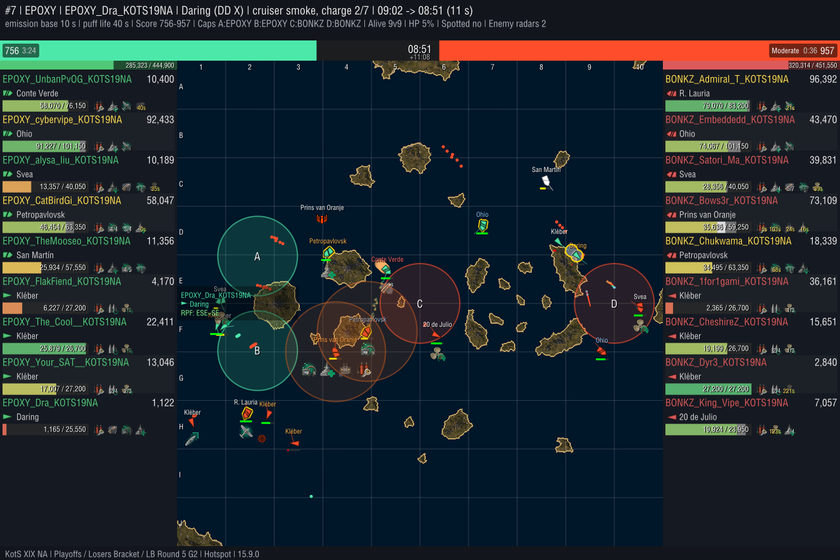 #7 | EPOXY | EPOXY_Dra_KOTS19NA | Daring (DD X) | cruiser smoke, charge 2/7 | 09:02 -> 08:51 (11 s)
emission base 10 s | puff life 40 s | Score 756-957 | Caps A:EPOXY B:EPOXY C:BONKZ D:BONKZ | Alive 9v9 | HP 5% | Spotted no | Enemy radars 2
756 3:24
08:51
+11:08
Moderate 0:36 957
285,323 / 444,900
320,314 / 451,550
1 2 3 4 5 6 7 8 9 10
A
B
C
D
E
F
G
H
I
EPOXY_UnbanPvOG_KOTS19NA 10,400
Conte Verde
EPOXY_cybervipe_KOTS19NA 92,433
Ohio
91,227 / 101,150
EPOXY_alysa_liu_KOTS19NA 10,189
Svea
13,357 / 40,050
EPOXY_CatBirdGi_KOTS19NA 58,047
Petropavlovsk
EPOXY_TheMooseo_KOTS19NA 11,356
San Martin
25,934 / 57,550
EPOXY_FlakFiend_KOTS19NA 4,170
Kléber
6,227 / 27,200
EPOXY_The_Cool__KOTS19NA 22,411
Kléber
EPOXY_Your_SAT__KOTS19NA 13,046
Kléber
EPOXY_Dra_KOTS19NA 1,122
Daring
1,165 / 25,550
BONKZ_Admiral_T_KOTS19NA 96,392
R. Lauria
BONKZ_Embeddedd_KOTS19NA 43,470
Ohio
BONKZ_Satori_Ma_KOTS19NA 39,831
Svea
BONKZ_Bows3r_KOTS19NA 73,109
Prins van Oranje
BONKZ_Chukwama_KOTS19NA 18,339
Petropavlovsk
BONKZ_1for1gami_KOTS19NA 36,161
Kléber
2,365 / 26,700
BONKZ_CheshireZ_KOTS19NA 15,651
Kléber
BONKZ_Dyr3_KOTS19NA 2,840
Kléber
27,200 / 27,200
BONKZ_King_Vipe_KOTS19NA 7,057
20 de Julio
San Martin
Prins van Oranje
Ohio
Kléber
Daring
Petropavlovsk
Conte Verde
A
Svea
EPOXY_Dra_KOTS19NA
Daring
RPF: ESE-SE
C
D
Svea
20 de Julio
Petropavlovsk
Prins van Oranje
B
Ohio
Kléber
R. Lauria
Kléber
Kléber
KotS XIX NA | Playoffs / Losers Bracket / LB Round 5 G2 | Hotspot | 15.9.0